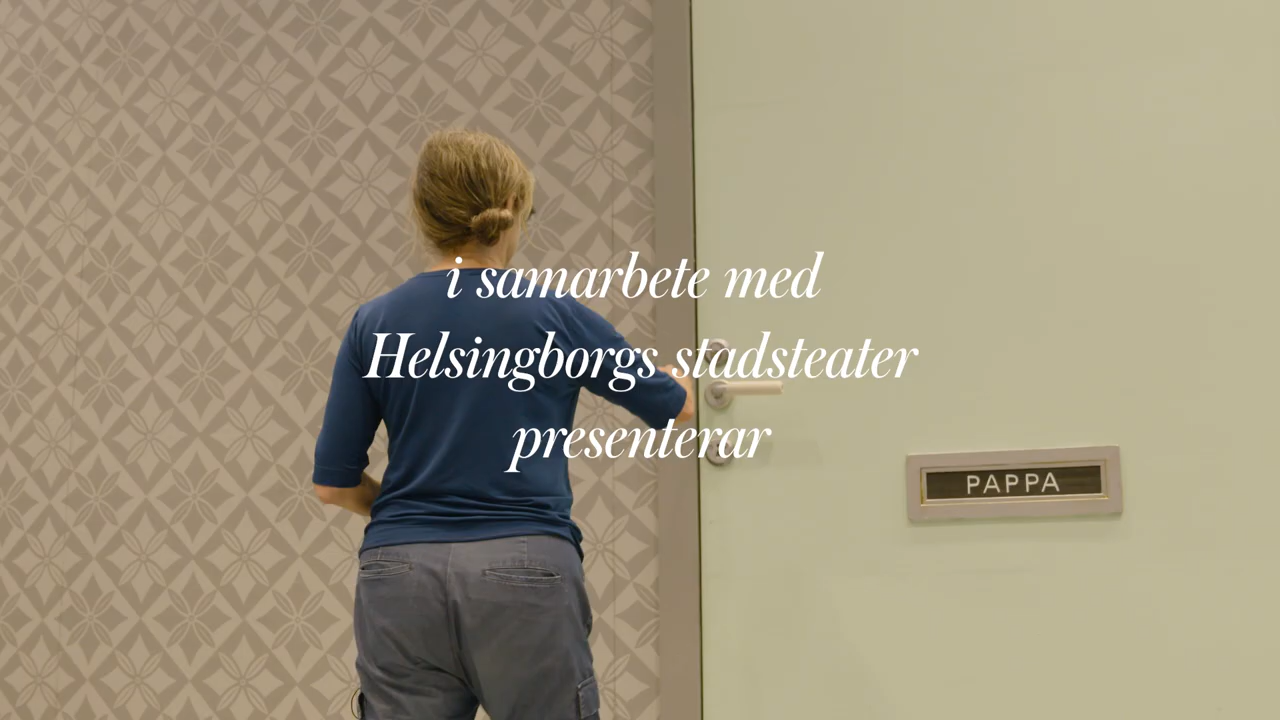 i samarbete med
Helsingborgs stadsteater
presenterar
PAPPA